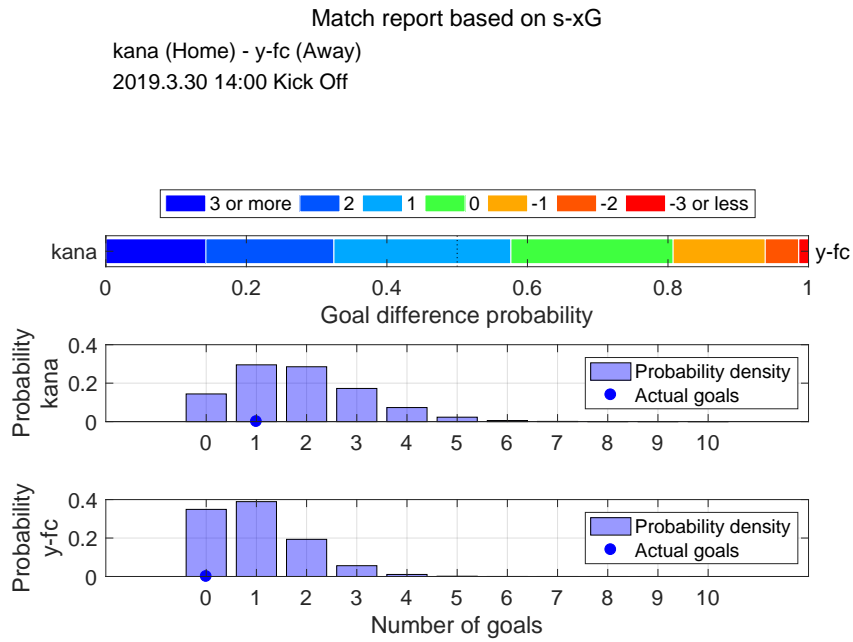 Match report based on s-xG
kana (Home) - y-fc (Away)
2019.3.30 14:00 Kick Off
3 or more 2 1 0 -1 -2 -3 or less
kana y-fc
0 0.2 0.4 0.6 0.8 1
Goal difference probability
Probability
kana
0.4
0.2
0
Probability density
Actual goals
0 1 2 3 4 5 6 7 8 9 10
Probability
y-fc
0.4
0.2
0
Probability density
Actual goals
0 1 2 3 4 5 6 7 8 9 10
Number of goals